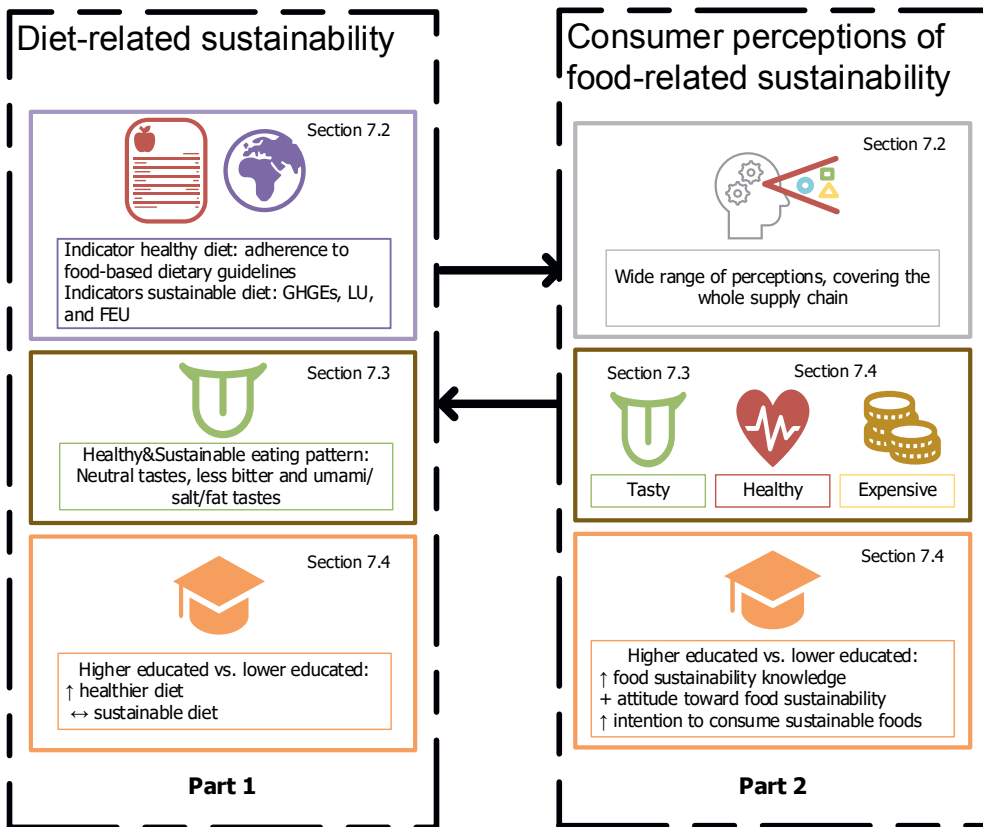 Diet-related sustainability
Section 7.2
Indicator healthy diet: adherence to
food-based dietary guidelines
Indicators sustainable diet: GHGEs, LU,
and FEU
Section 7.3
Healthy&Sustainable eating pattern:
Neutral tastes, less bitter and umami/
salt/fat tastes
Section 7.4
Higher educated vs. lower educated:
↑ healthier diet
↔ sustainable diet
Part 1
Consumer perceptions of
food-related sustainability
Section 7.2
Wide range of perceptions, covering the
whole supply chain
Section 7.3
Section 7.4
Tasty
Healthy
Expensive
Section 7.4
Higher educated vs. lower educated:
↑ food sustainability knowledge
+ attitude toward food sustainability
↑ intention to consume sustainable foods
Part 2